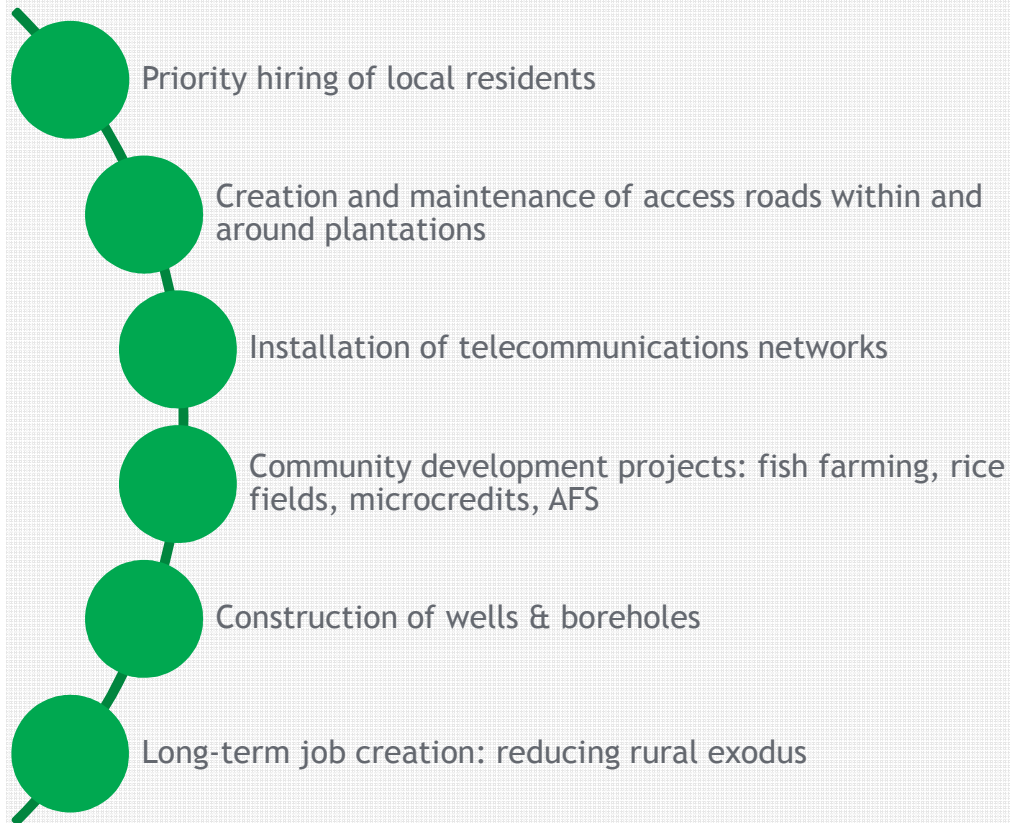 Priority hiring of local residents
Creation and maintenance of access roads within and
around plantations
Installation of telecommunications networks
Community development projects: fish farming, rice
fields, microcredits, AFS
Construction of wells & boreholes
Long-term job creation: reducing rural exodus